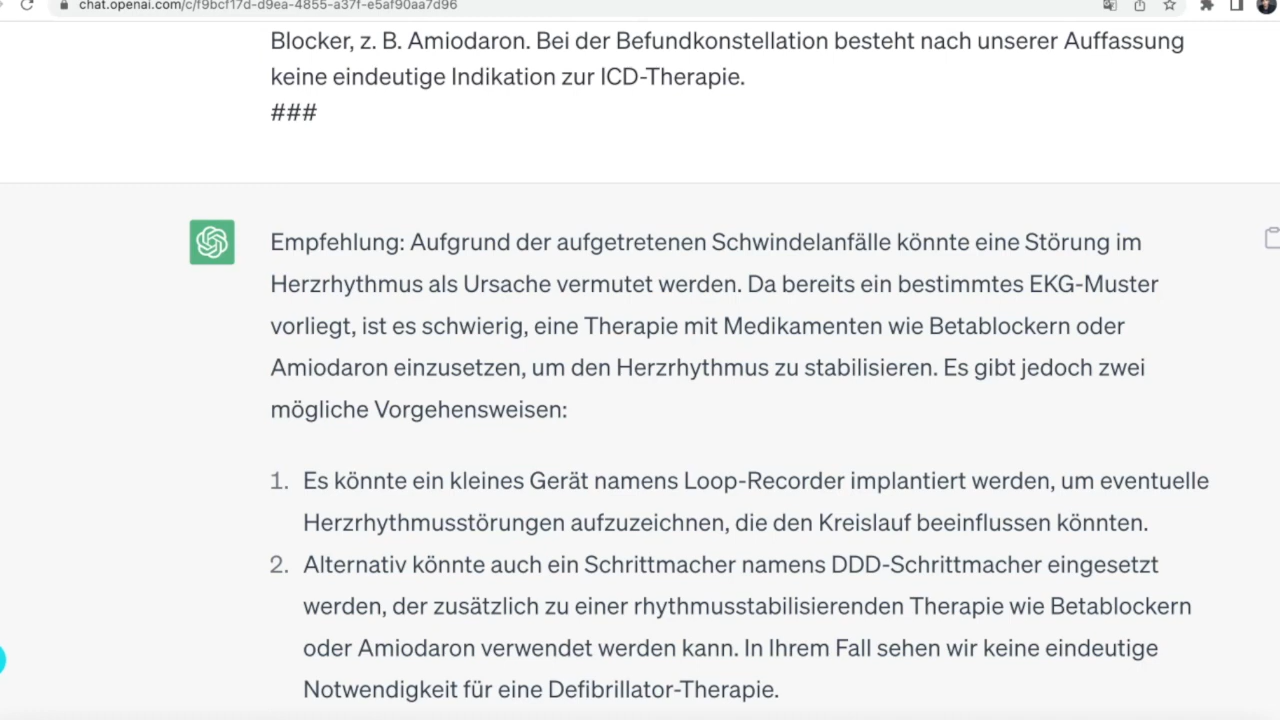 chat.openai.com/c/f9bcf17d-d9ea-4855-a37f-e5af90aa7d96
Blocker, z. B. Amiodaron. Bei der Befundkonstellation besteht nach unserer Auffassung
keine eindeutige Indikation zur ICD-Therapie.
###
Empfehlung: Aufgrund der aufgetretenen Schwindelanfälle könnte eine Störung im
Herzrhythmus als Ursache vermutet werden. Da bereits ein bestimmtes EKG-Muster
vorliegt, ist es schwierig, eine Therapie mit Medikamenten wie Betablockern oder
Amiodaron einzusetzen, um den Herzrhythmus zu stabilisieren. Es gibt jedoch zwei
mögliche Vorgehensweisen:
1. Es könnte ein kleines Gerät namens Loop-Recorder implantiert werden, um eventuelle
Herzrhythmusstörungen aufzuzeichnen, die den Kreislauf beeinflussen könnten.
2. Alternativ könnte auch ein Schrittmacher namens DDD-Schrittmacher eingesetzt
werden, der zusätzlich zu einer rhythmusstabilisierenden Therapie wie Betablockern
oder Amiodaron verwendet werden kann. In Ihrem Fall sehen wir keine eindeutige
Notwendigkeit für eine Defibrillator-Therapie.